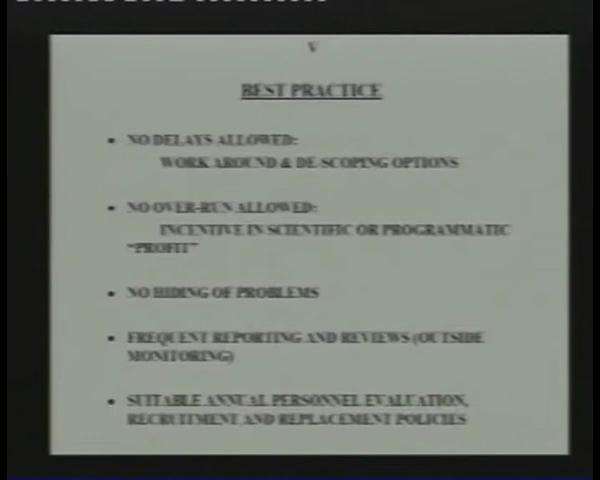 V
BEST PRACTICE
• NO DELAYS ALLOWED:
WORK AROUND & DE-SCOPING OPTIONS
• NO OVER-RUN ALLOWED:
INCENTIVE IN SCIENTIFIC OR PROGRAMMATIC
“PROFIT”
• NO HIDING OF PROBLEMS
• FREQUENT REPORTING AND REVIEWS (OUTSIDE
MONITORING)
• SUITABLE ANNUAL PERSONNEL EVALUATION,
RECRUITMENT AND REPLACEMENT POLICIES